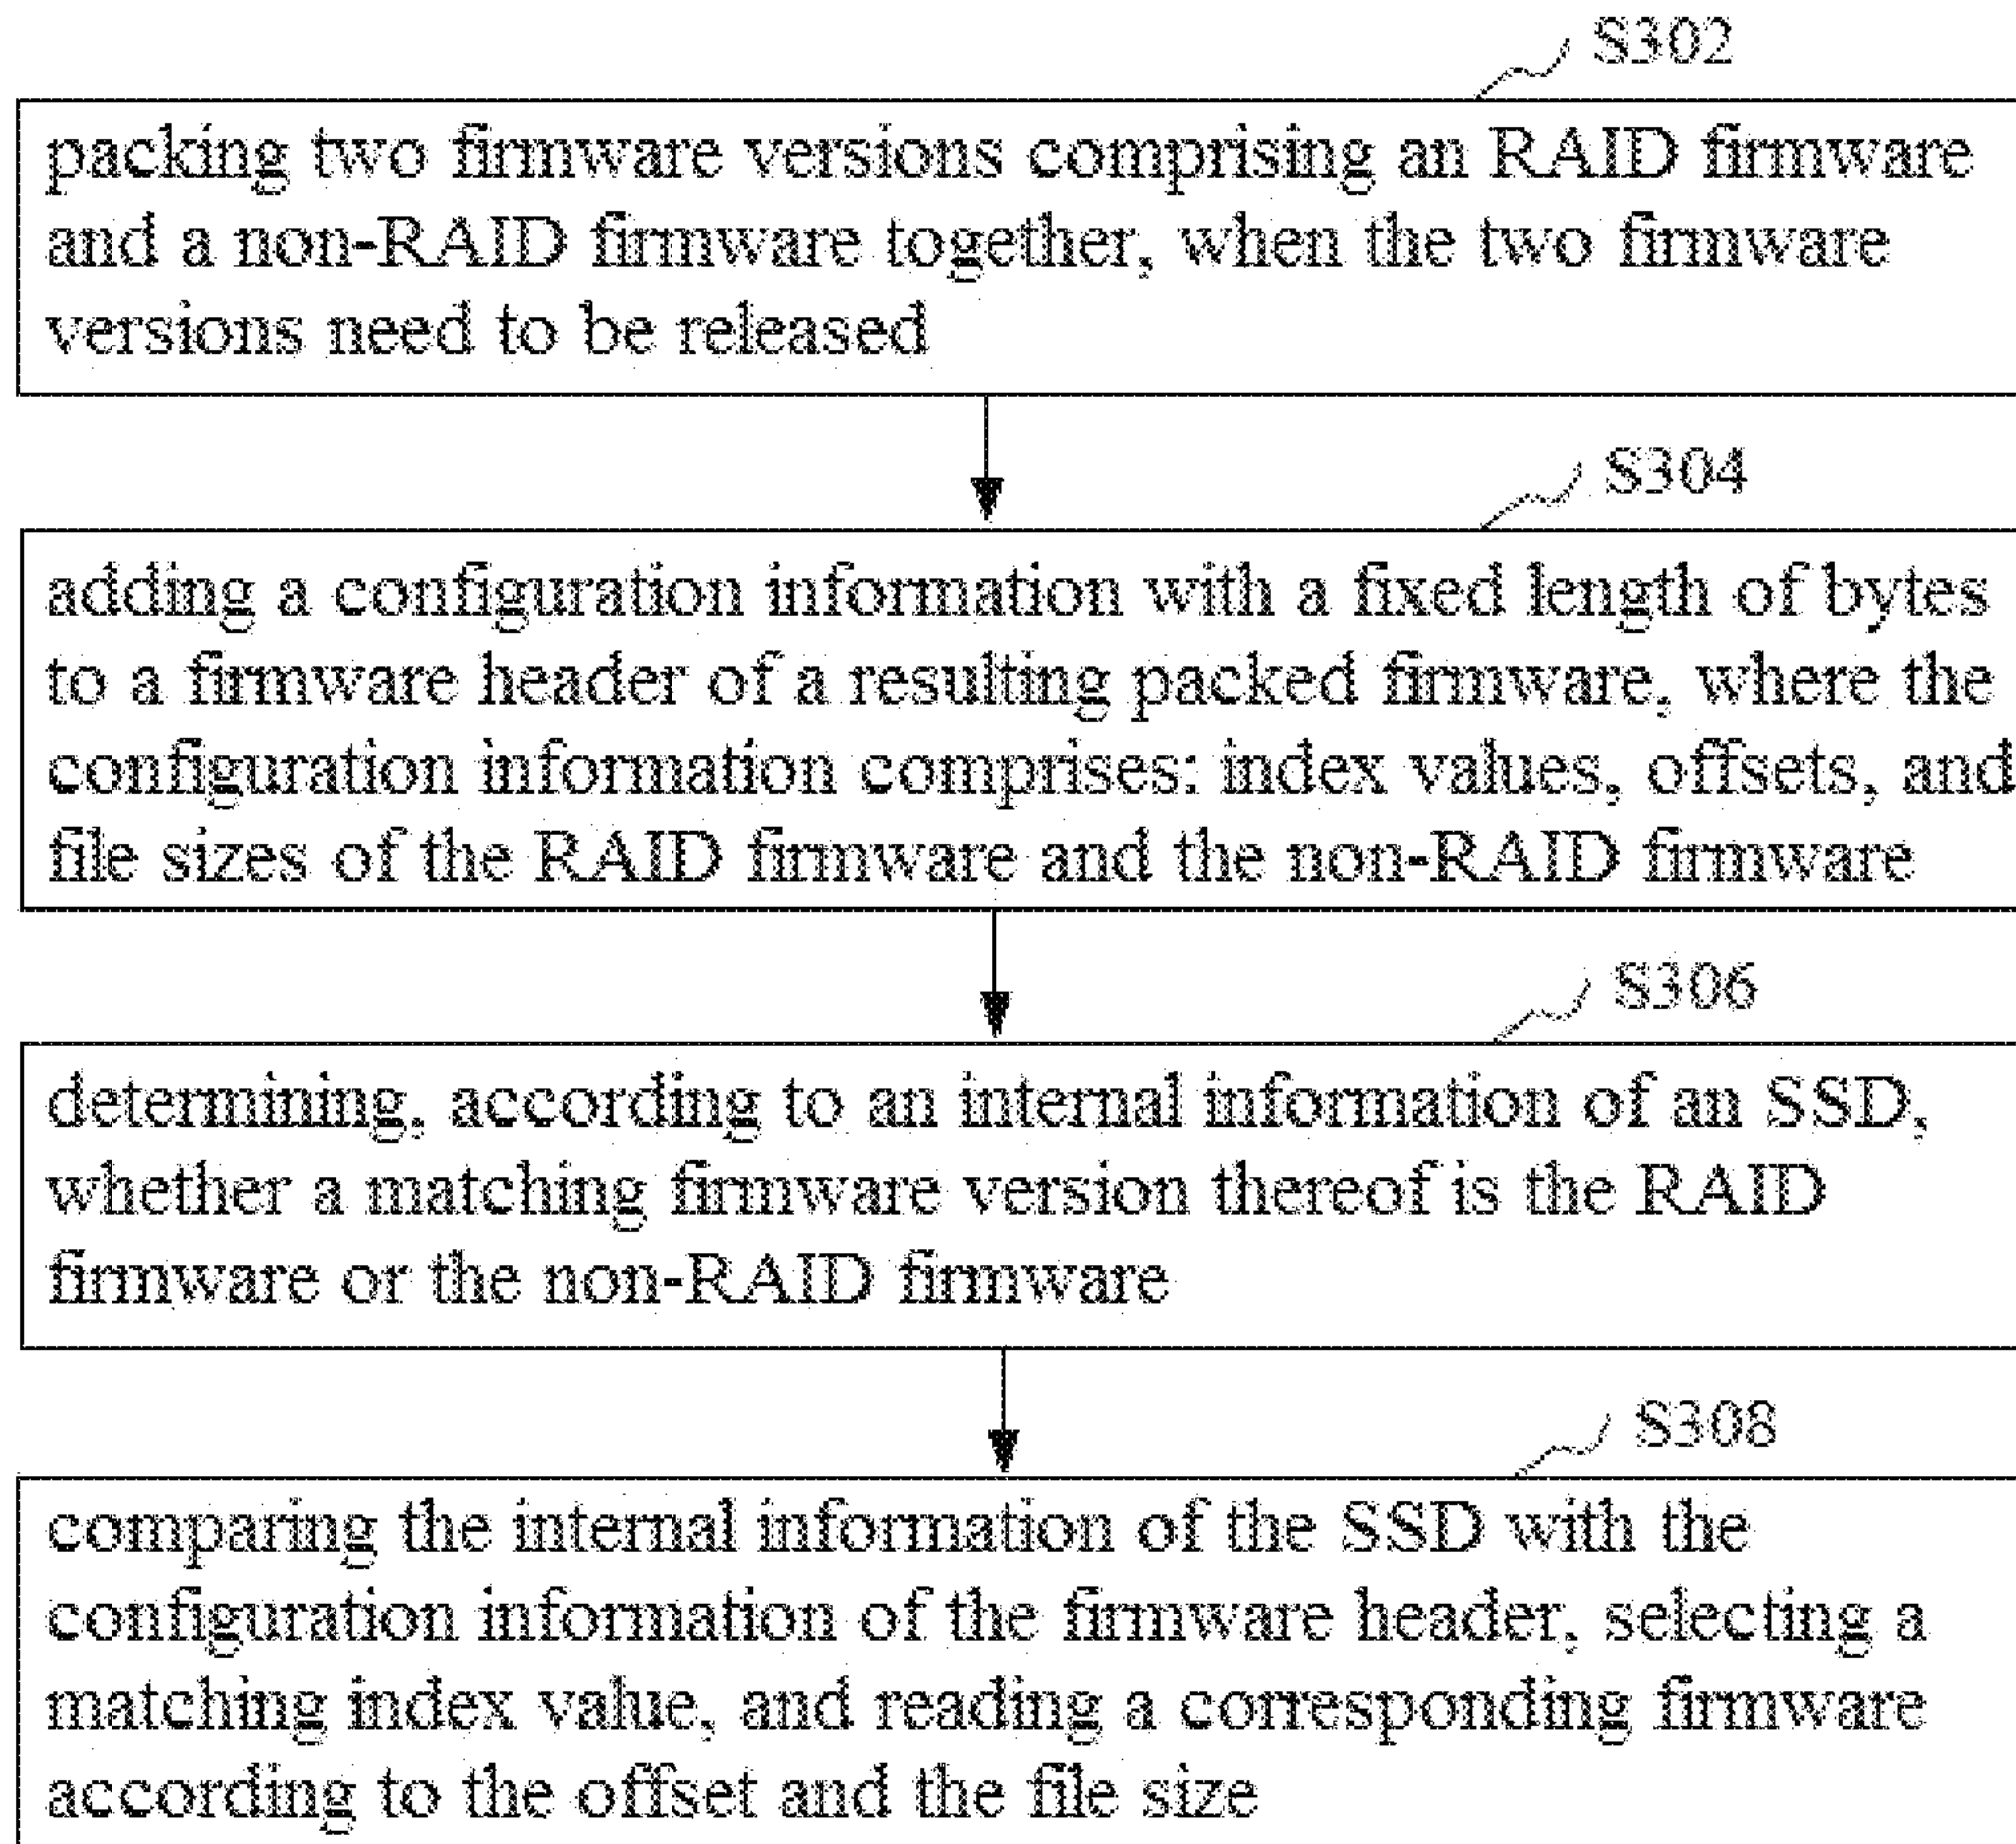 S302
packing two firmware versions comprising an RAID firmware
and a non-RAID firmware together, when the two firmware
versions need to be released
S304
adding a configuration information with a fixed length of bytes
to a firmware header of a resulting packed firmware, where the
configuration information comprises: index values, offsets, and
file sizes of the RAID firmware and the non-RAID firmware
S306
determining, according to an internal information of an SSD,
whether a matching firmware version thereof is the RAID
firmware or the non-RAID firmware
S308
comparing the internal information of the SSD with the
configuration information of the firmware header, selecting a
matching index value, and reading a corresponding firmware
according to the offset and the file size